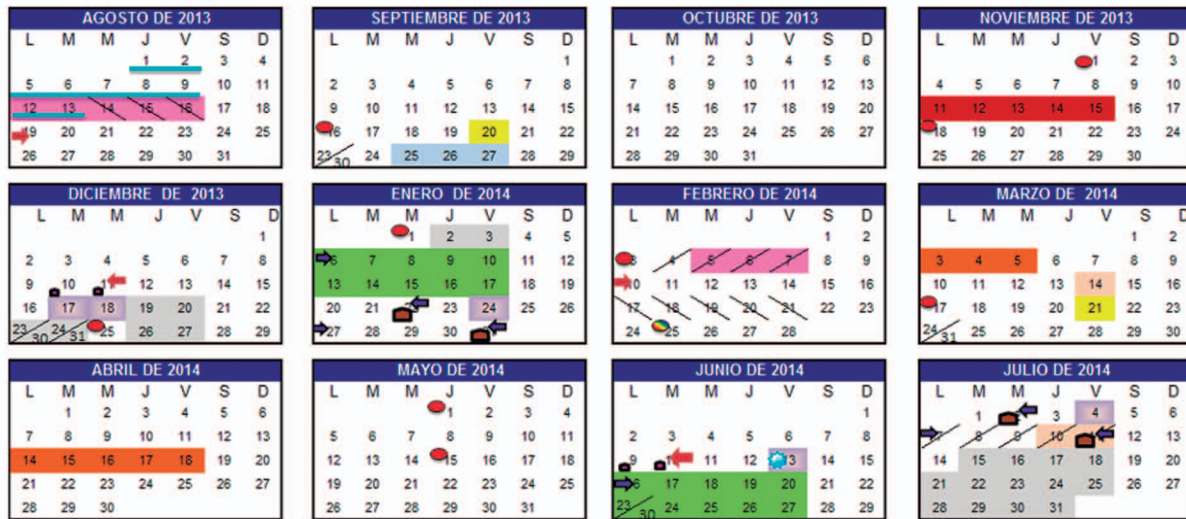 AGOSTO DE 2013
L M M J V S D
1 2 3 4
5 6 7 8 9 10 11
12 13 14 15 16 17 18
19 20 21 22 23 24 25
26 27 28 29 30 31
SEPTIEMBRE DE 2013
L M M J V S D
1
2 3 4 5 6 7 8
9 10 11 12 13 14 15
16 17 18 19 20 21 22
23/30 24 25 26 27 28 29
OCTUBRE DE 2013
L M M J V S D
1 2 3 4 5 6
7 8 9 10 11 12 13
14 15 16 17 18 19 20
21 22 23 24 25 26 27
28 29 30 31
NOVIEMBRE DE 2013
L M M J V S D
1 2 3
4 5 6 7 8 9 10
11 12 13 14 15 16 17
18 19 20 21 22 23 24
25 26 27 28 29 30
DICIEMBRE DE 2013
L M M J V S D
1
2 3 4 5 6 7 8
9 10 11 12 13 14 15
16 17 18 19 20 21 22
23/30 24/31 25 26 27 28 29
ENERO DE 2014
L M M J V S D
1 2 3 4 5
6 7 8 9 10 11 12
13 14 15 16 17 18 19
20 21 23 24 25 26
27 28 29 30
FEBRERO DE 2014
L M M J V S D
1 2
3 4 5 6 7 8 9
10 11 12 13 14 15 16
17 18 19 20 21 22 23
24 25 26 27 28
MARZO DE 2014
L M M J V S D
1 2
3 4 5 6 7 8 9
10 11 12 13 14 15 16
17 18 19 20 21 22 23
24/31 25 26 27 28 29 30
ABRIL DE 2014
L M M J V S D
1 2 3 4 5 6
7 8 9 10 11 12 13
14 15 16 17 18 19 20
21 22 23 24 25 26 27
28 29 30
MAYO DE 2014
L M M J V S D
1 2 3 4
5 6 7 8 9 10 11
12 13 14 15 16 17 18
19 20 21 22 23 24 25
26 27 28 29 30 31
JUNIO DE 2014
L M M J V S D
1
2 3 4 5 6 7 8
9 11 12 13 14 15
16 17 18 19 20 21 22
23/30 24 25 26 27 28 29
JULIO DE 2014
L M M J V S D
1 3 4 5 6
7 8 9 10 12 13
14 15 16 17 18 19 20
21 22 23 24 25 26 27
28 29 30 31